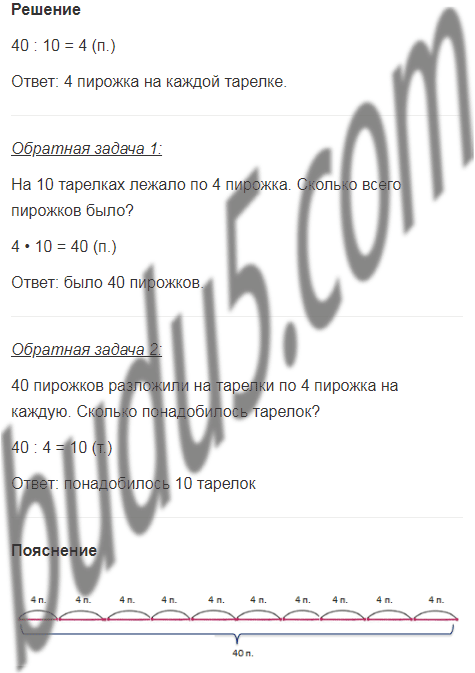 Решение
40 : 10 = 4 (п.)
Ответ: 4 пирожка на каждой тарелке.
Обратная задача 1:
На 10 тарелках лежало по 4 пирожка. Сколько всего
пирожков было?
4 • 10 = 40 (п.)
Ответ: было 40 пирожков.
Обратная задача 2:
40 пирожков разложили на тарелки по 4 пирожка на
каждую. Сколько понадобилось тарелок?
40 : 4 = 10 (т.)
Ответ: понадобилось 10 тарелок
Пояснение
4 п. 4 п. 4 п. 4 п. 4 п. 4 п. 4 п. 4 п. 4 п. 4 п.
40 п.
budu5.com